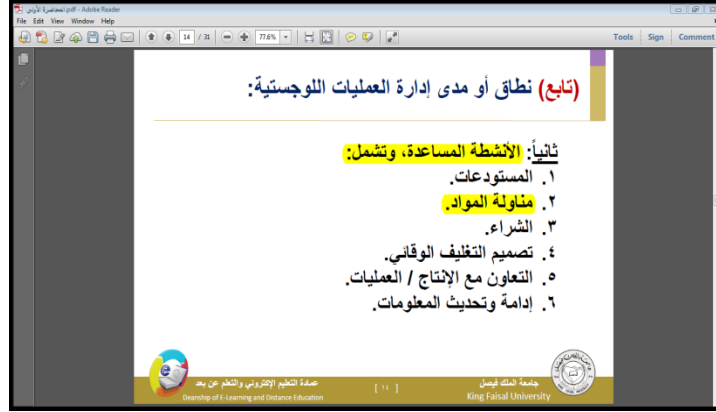 المحاضرة الأولى.pdf - Adobe Reader
File Edit View Window Help
14 / 31 77.6% Tools Sign Comment
(تابع) نطاق أو مدى إدارة العمليات اللوجستية:
ثانياً: الأنشطة المساعدة، وتشمل:
١. المستودعات.
٢. مناولة المواد.
٣. الشراء.
٤. تصميم التغليف الوقائي.
٥. التعاون مع الإنتاج / العمليات.
٦. إدامة وتحديث المعلومات.
جامعة الملك فيصل
King Faisal University
[ ١٤ ]
عمادة التعليم الإلكتروني والتعلم عن بعد
Deanship of E-Learning and Distance Education